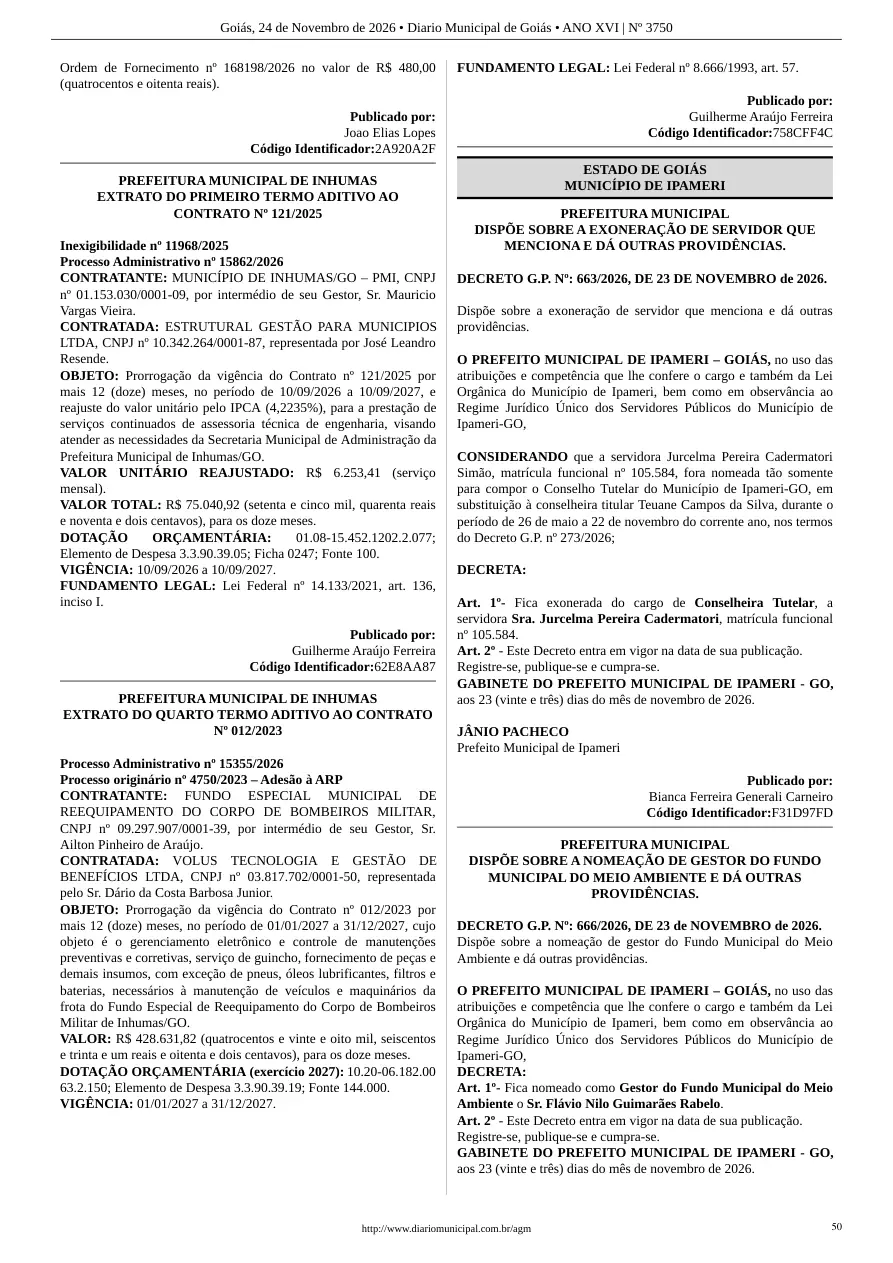 Goiás, 24 de Novembro de 2026 • Diario Municipal de Goiás • ANO XVI | Nº 3750
Ordem de Fornecimento nº 168198/2026 no valor de R$ 480,00
(quatrocentos e oitenta reais).
Publicado por:
Joao Elias Lopes
Código Identificador:2A920A2F
PREFEITURA MUNICIPAL DE INHUMAS
EXTRATO DO PRIMEIRO TERMO ADITIVO AO
CONTRATO Nº 121/2025
Inexigibilidade nº 11968/2025
Processo Administrativo nº 15862/2026
CONTRATANTE: MUNICÍPIO DE INHUMAS/GO – PMI, CNPJ
nº 01.153.030/0001-09, por intermédio de seu Gestor, Sr. Mauricio
Vargas Vieira.
CONTRATADA: ESTRUTURAL GESTÃO PARA MUNICIPIOS
LTDA, CNPJ nº 10.342.264/0001-87, representada por José Leandro
Resende.
OBJETO: Prorrogação da vigência do Contrato nº 121/2025 por
mais 12 (doze) meses, no período de 10/09/2026 a 10/09/2027, e
reajuste do valor unitário pelo IPCA (4,2235%), para a prestação de
serviços continuados de assessoria técnica de engenharia, visando
atender as necessidades da Secretaria Municipal de Administração da
Prefeitura Municipal de Inhumas/GO.
VALOR UNITÁRIO REAJUSTADO: R$ 6.253,41 (serviço
mensal).
VALOR TOTAL: R$ 75.040,92 (setenta e cinco mil, quarenta reais
e noventa e dois centavos), para os doze meses.
DOTAÇÃO ORÇAMENTÁRIA: 01.08-15.452.1202.2.077;
Elemento de Despesa 3.3.90.39.05; Ficha 0247; Fonte 100.
VIGÊNCIA: 10/09/2026 a 10/09/2027.
FUNDAMENTO LEGAL: Lei Federal nº 14.133/2021, art. 136,
inciso I.
Publicado por:
Guilherme Araújo Ferreira
Código Identificador:62E8AA87
PREFEITURA MUNICIPAL DE INHUMAS
EXTRATO DO QUARTO TERMO ADITIVO AO CONTRATO
Nº 012/2023
Processo Administrativo nº 15355/2026
Processo originário nº 4750/2023 – Adesão à ARP
CONTRATANTE: FUNDO ESPECIAL MUNICIPAL DE
REEQUIPAMENTO DO CORPO DE BOMBEIROS MILITAR,
CNPJ nº 09.297.907/0001-39, por intermédio de seu Gestor, Sr.
Ailton Pinheiro de Araújo.
CONTRATADA: VOLUS TECNOLOGIA E GESTÃO DE
BENEFÍCIOS LTDA, CNPJ nº 03.817.702/0001-50, representada
pelo Sr. Dário da Costa Barbosa Junior.
OBJETO: Prorrogação da vigência do Contrato nº 012/2023 por
mais 12 (doze) meses, no período de 01/01/2027 a 31/12/2027, cujo
objeto é o gerenciamento eletrônico e controle de manutenções
preventivas e corretivas, serviço de guincho, fornecimento de peças e
demais insumos, com exceção de pneus, óleos lubrificantes, filtros e
baterias, necessários à manutenção de veículos e maquinários da
frota do Fundo Especial de Reequipamento do Corpo de Bombeiros
Militar de Inhumas/GO.
VALOR: R$ 428.631,82 (quatrocentos e vinte e oito mil, seiscentos
e trinta e um reais e oitenta e dois centavos), para os doze meses.
DOTAÇÃO ORÇAMENTÁRIA (exercício 2027): 10.20-06.182.00
63.2.150; Elemento de Despesa 3.3.90.39.19; Fonte 144.000.
VIGÊNCIA: 01/01/2027 a 31/12/2027.
FUNDAMENTO LEGAL: Lei Federal nº 8.666/1993, art. 57.
Publicado por:
Guilherme Araújo Ferreira
Código Identificador:758CFF4C
ESTADO DE GOIÁS
MUNICÍPIO DE IPAMERI
PREFEITURA MUNICIPAL
DISPÕE SOBRE A EXONERAÇÃO DE SERVIDOR QUE
MENCIONA E DÁ OUTRAS PROVIDÊNCIAS.
DECRETO G.P. Nº: 663/2026, DE 23 DE NOVEMBRO de 2026.
Dispõe sobre a exoneração de servidor que menciona e dá outras
providências.
O PREFEITO MUNICIPAL DE IPAMERI – GOIÁS, no uso das
atribuições e competência que lhe confere o cargo e também da Lei
Orgânica do Município de Ipameri, bem como em observância ao
Regime Jurídico Único dos Servidores Públicos do Município de
Ipameri-GO,
CONSIDERANDO que a servidora Jurcelma Pereira Cadermatori
Simão, matrícula funcional nº 105.584, fora nomeada tão somente
para compor o Conselho Tutelar do Município de Ipameri-GO, em
substituição à conselheira titular Teuane Campos da Silva, durante o
período de 26 de maio a 22 de novembro do corrente ano, nos termos
do Decreto G.P. nº 273/2026;
DECRETA:
Art. 1º- Fica exonerada do cargo de Conselheira Tutelar, a
servidora Sra. Jurcelma Pereira Cadermatori, matrícula funcional
nº 105.584.
Art. 2º - Este Decreto entra em vigor na data de sua publicação.
Registre-se, publique-se e cumpra-se.
GABINETE DO PREFEITO MUNICIPAL DE IPAMERI - GO,
aos 23 (vinte e três) dias do mês de novembro de 2026.
JÂNIO PACHECO
Prefeito Municipal de Ipameri
Publicado por:
Bianca Ferreira Generali Carneiro
Código Identificador:F31D97FD
PREFEITURA MUNICIPAL
DISPÕE SOBRE A NOMEAÇÃO DE GESTOR DO FUNDO
MUNICIPAL DO MEIO AMBIENTE E DÁ OUTRAS
PROVIDÊNCIAS.
DECRETO G.P. Nº: 666/2026, DE 23 de NOVEMBRO de 2026.
Dispõe sobre a nomeação de gestor do Fundo Municipal do Meio
Ambiente e dá outras providências.
O PREFEITO MUNICIPAL DE IPAMERI – GOIÁS, no uso das
atribuições e competência que lhe confere o cargo e também da Lei
Orgânica do Município de Ipameri, bem como em observância ao
Regime Jurídico Único dos Servidores Públicos do Município de
Ipameri-GO,
DECRETA:
Art. 1º- Fica nomeado como Gestor do Fundo Municipal do Meio
Ambiente o Sr. Flávio Nilo Guimarães Rabelo.
Art. 2º - Este Decreto entra em vigor na data de sua publicação.
Registre-se, publique-se e cumpra-se.
GABINETE DO PREFEITO MUNICIPAL DE IPAMERI - GO,
aos 23 (vinte e três) dias do mês de novembro de 2026.
http://www.diariomunicipal.com.br/agm
50